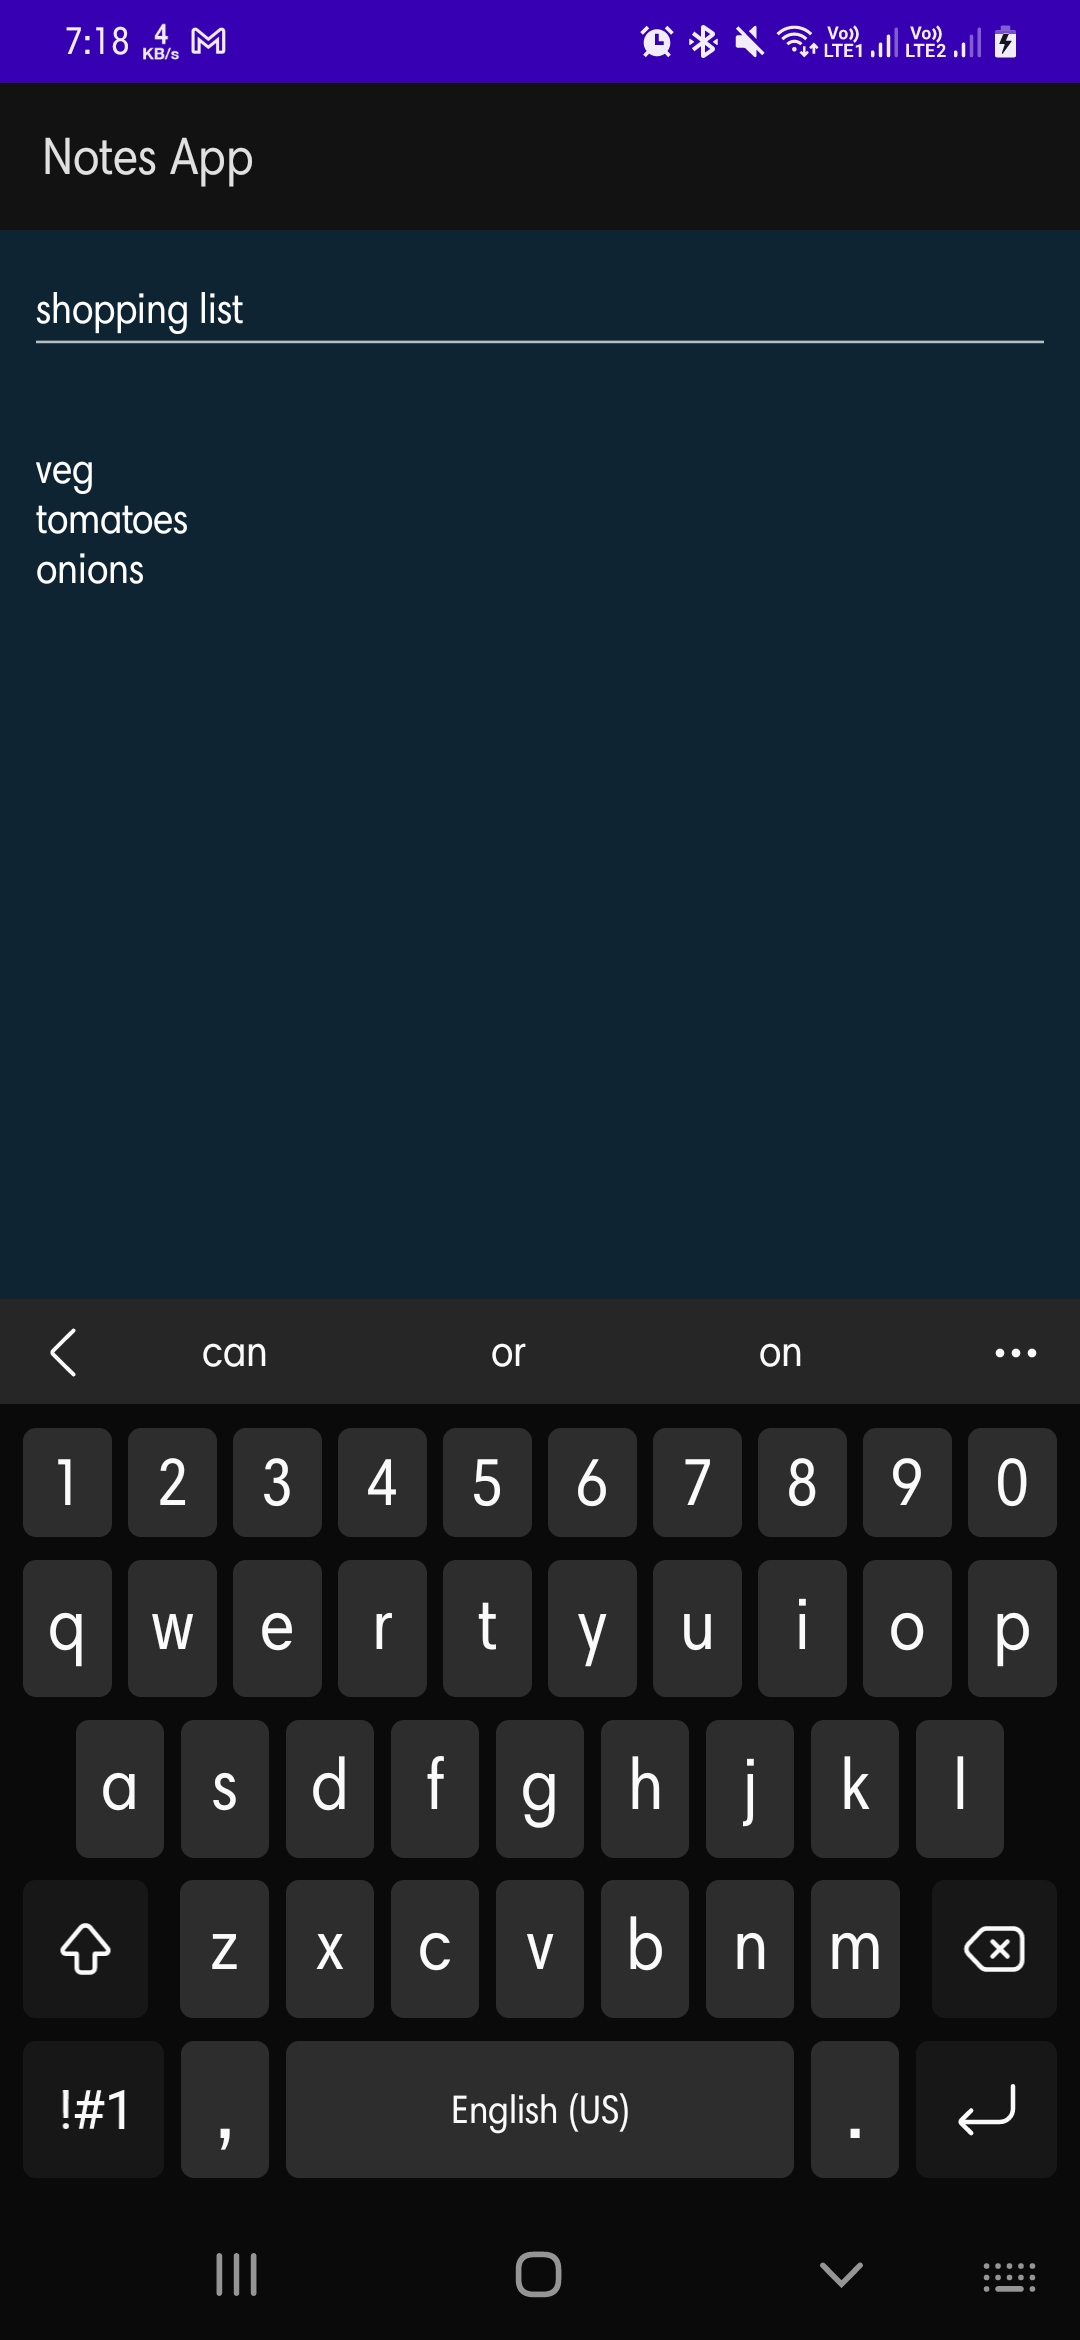 7:18 4 KB/s Vo)) LTE1 Vo)) LTE2
Notes App
shopping list
veg
tomatoes
onions
can or on
1 2 3 4 5 6 7 8 9 0
q w e r t y u i o p
a s d f g h j k l
z x c v b n m
!#1 , English (US) .